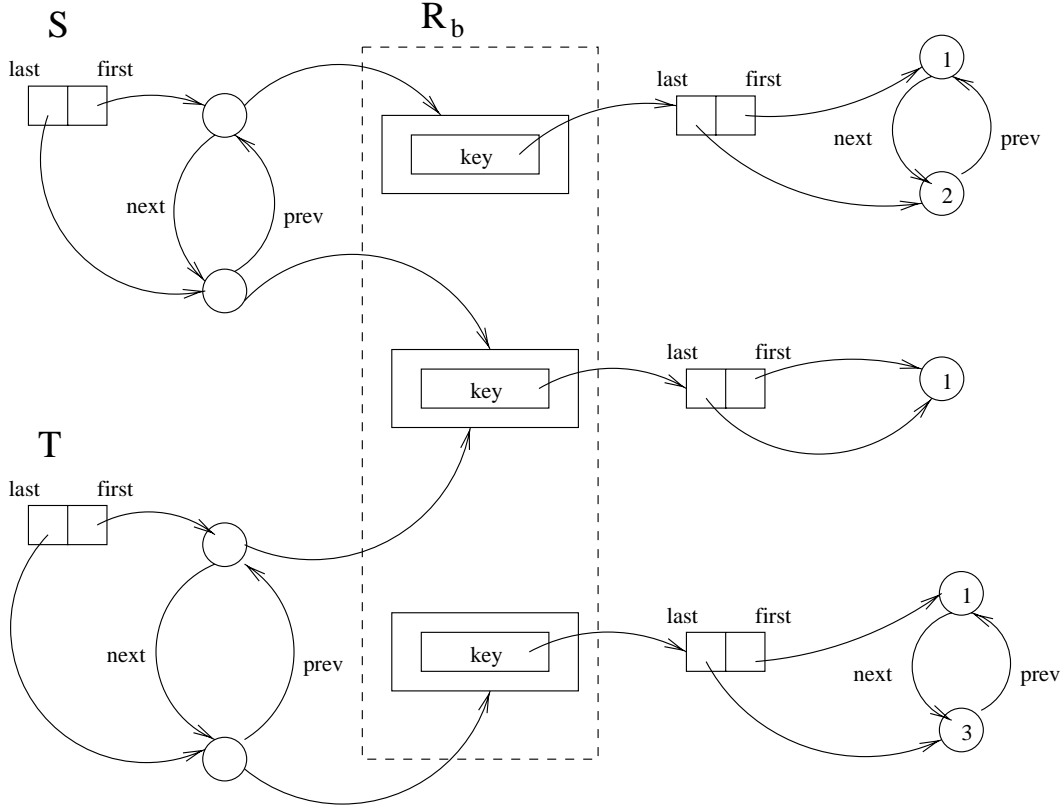 S
R_b
last first
next
prev
key
last first
1
next
prev
2
key
last first
1
T
last first
next
prev
key
last first
1
next
prev
3